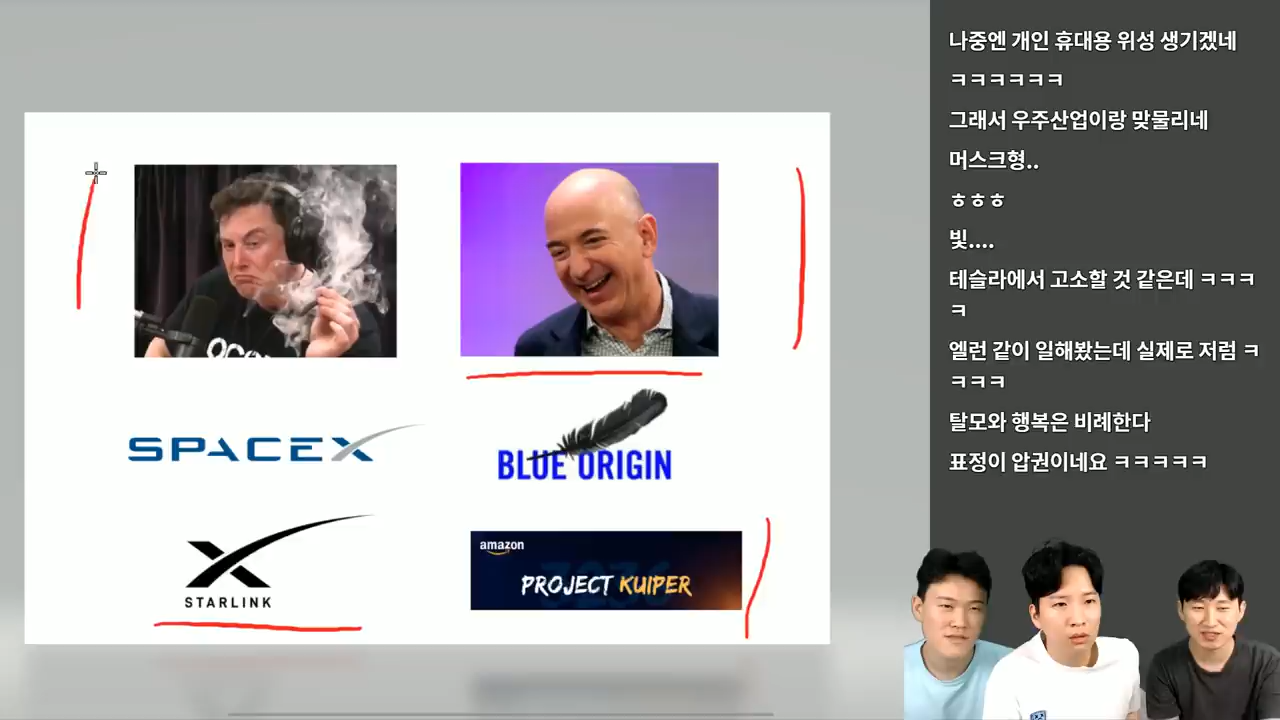 SPACEX
BLUE ORIGIN
STARLINK
amazon
PROJECT KUIPER
나중엔 개인 휴대용 위성 생기겠네
ㅋㅋㅋㅋㅋㅋ
그래서 우주산업이랑 맞물리네
머스크형..
ㅎㅎㅎ
빛....
테슬라에서 고소할 것 같은데 ㅋㅋㅋ
ㅋ
엘런 같이 일해봤는데 실제로 저럼 ㅋ
ㅋㅋㅋ
탈모와 행복은 비례한다
표정이 압권이네요 ㅋㅋㅋㅋㅋ